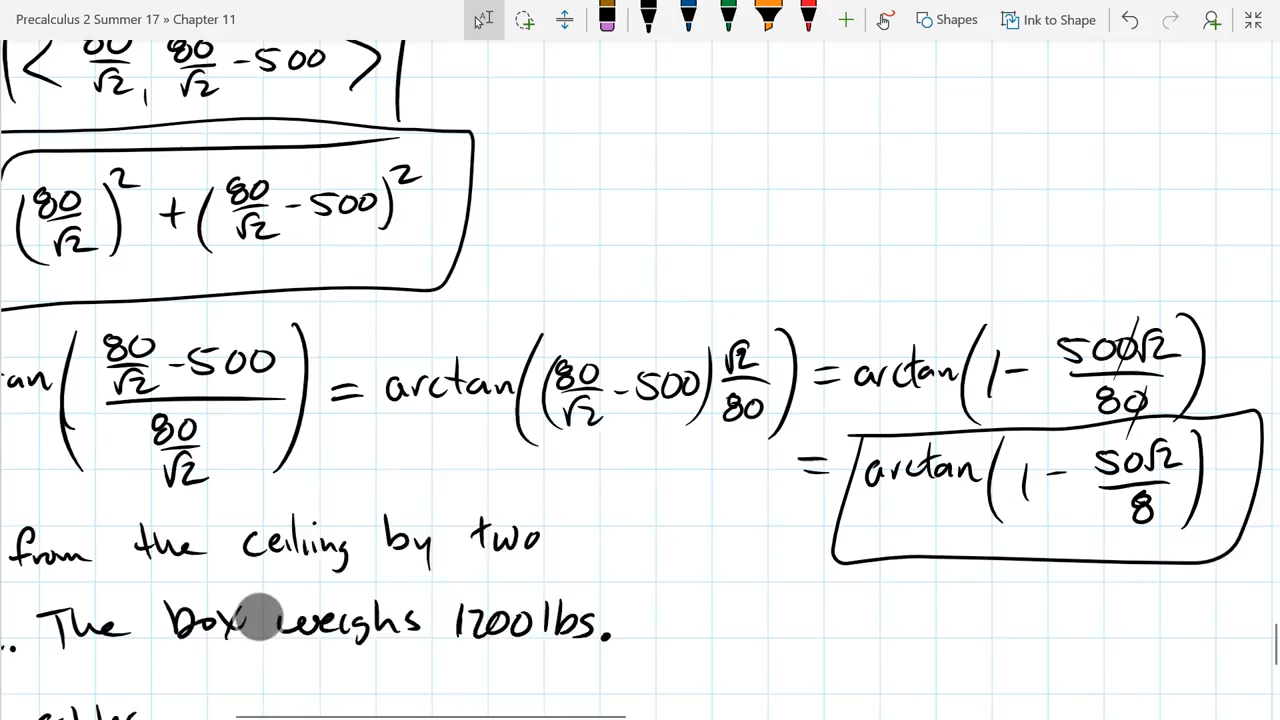 Precalculus 2 Summer 17 » Chapter 11
Shapes
Ink to Shape
|< 80/√2, 80/√2 - 500 >|
(80/√2)² + (80/√2 - 500)²
an((80/√2 - 500)/(80/√2)) = arctan((80/√2 - 500) √2/80) = arctan(1 - 500√2/80)
= arctan(1 - 50√2/8)
from the ceiling by two
. The box weighs 1200 lbs.